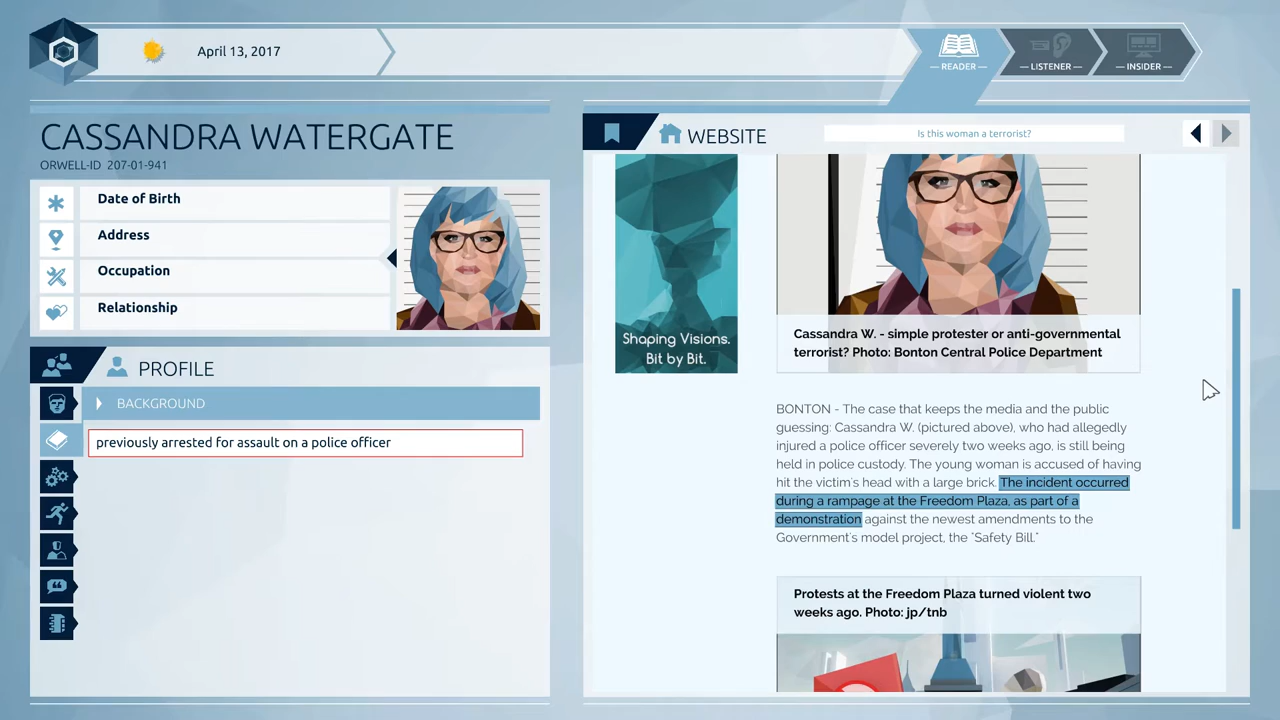 April 13, 2017
— READER —
— LISTENER —
— INSIDER —
CASSANDRA WATERGATE
ORWELL-ID 207-01-941
Date of Birth
Address
Occupation
Relationship
PROFILE
BACKGROUND
previously arrested for assault on a police officer
WEBSITE
Is this woman a terrorist?
Shaping Visions.
Bit by Bit.
Cassandra W. - simple protester or anti-governmental
terrorist? Photo: Bonton Central Police Department
BONTON - The case that keeps the media and the public
guessing: Cassandra W. (pictured above), who had allegedly
injured a police officer severely two weeks ago, is still being
held in police custody. The young woman is accused of having
hit the victim's head with a large brick. The incident occurred
during a rampage at the Freedom Plaza, as part of a
demonstration against the newest amendments to the
Government's model project, the "Safety Bill."
Protests at the Freedom Plaza turned violent two
weeks ago. Photo: jp/tnb